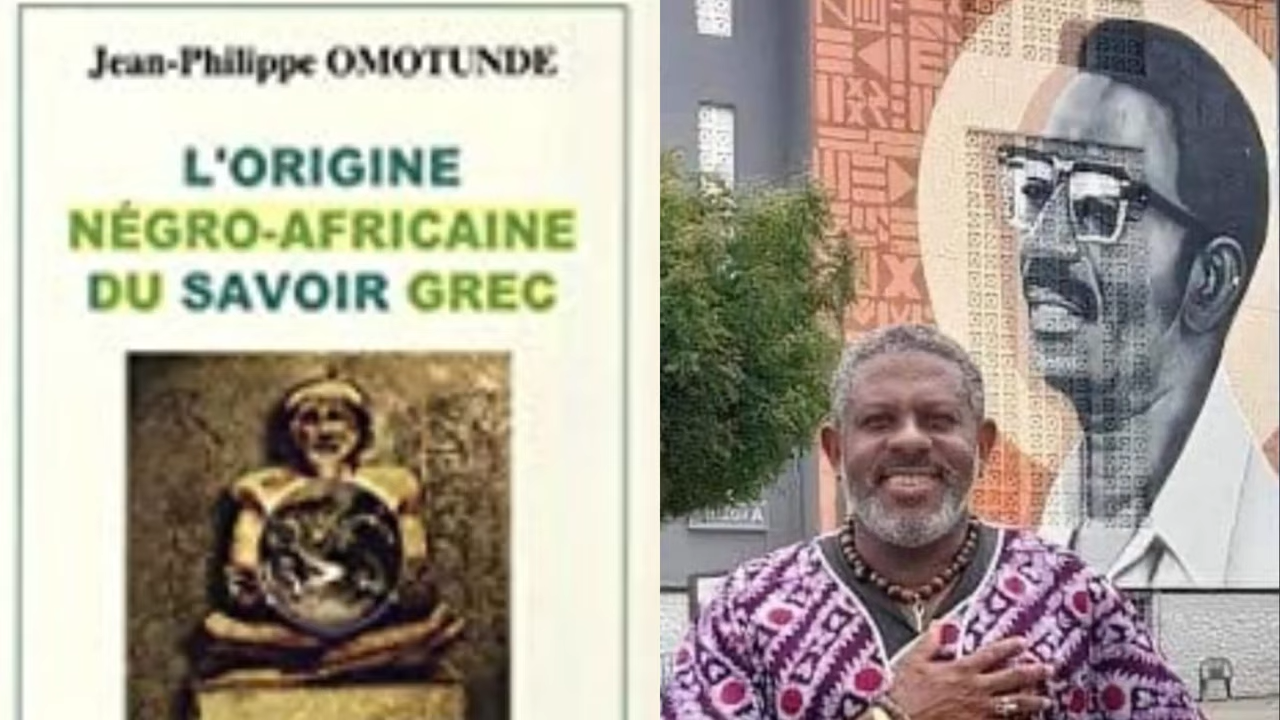 Jean-Philippe OMOTUNDE
L'ORIGINE
NÉGRO-AFRICAINE
DU SAVOIR GREC